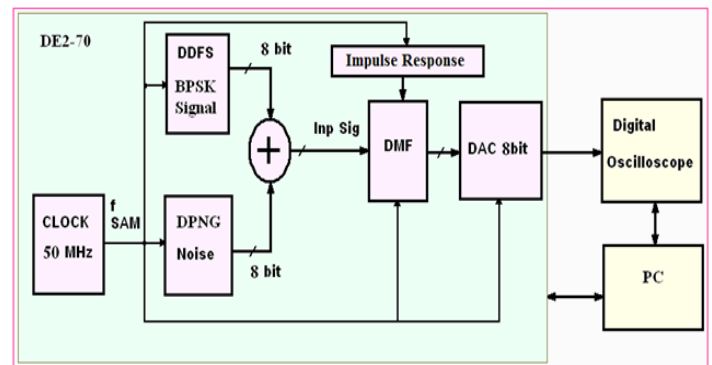 DE2-70
DDFS
BPSK
Signal
8 bit
Impulse Response
Inp Sig
DMF
DAC 8bit
Digital
Oscilloscope
CLOCK
50 MHz
f
SAM
DPNG
Noise
8 bit
PC